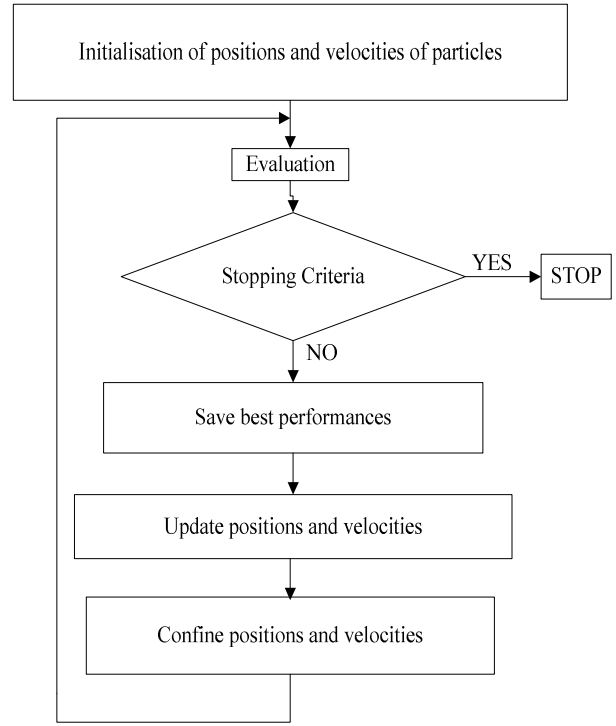 Initialisation of positions and velocities of particles
Evaluation
Stopping Criteria
YES
STOP
NO
Save best performances
Update positions and velocities
Confine positions and velocities